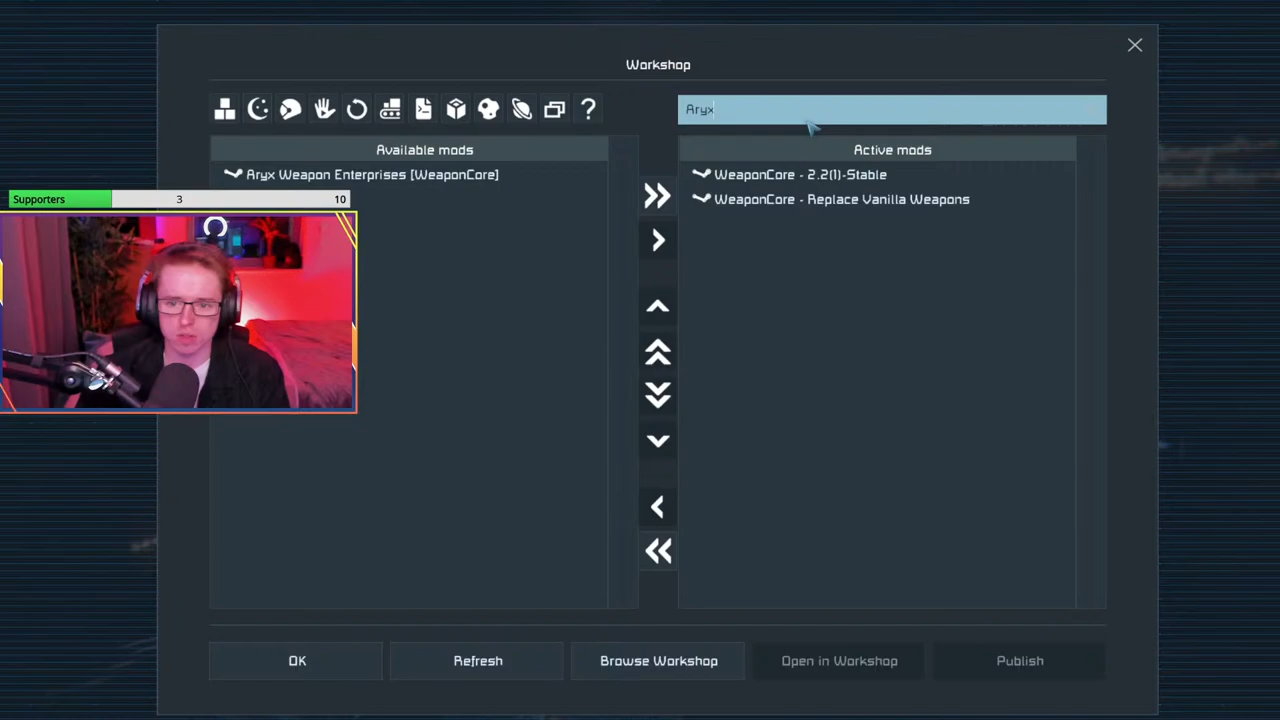 Workshop
?
Aryx
Available mods
Active mods
Aryx Weapon Enterprises [WeaponCore]
WeaponCore - 2.2(1)-Stable
WeaponCore - Replace Vanilla Weapons
Supporters
3
10
OK
Refresh
Browse Workshop
Open in Workshop
Publish